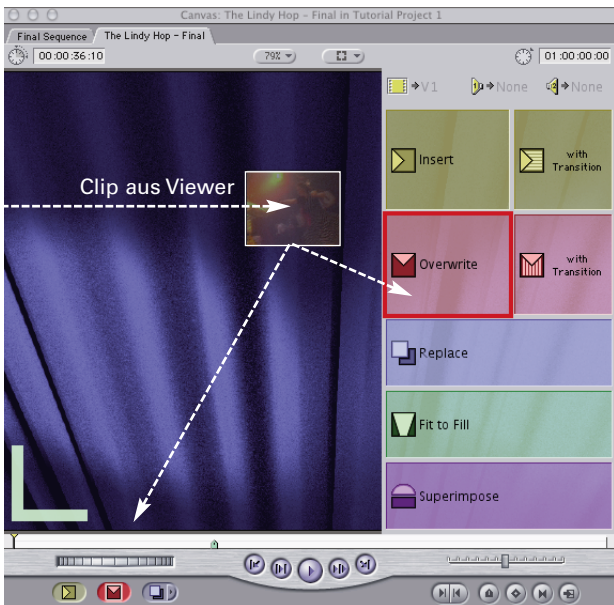 Canvas: The Lindy Hop – Final in Tutorial Project 1
Final Sequence
The Lindy Hop – Final
00:00:36:10
79%
01:00:00:00
V1
1
None
2
None
Insert
with
Transition
Clip aus Viewer
Overwrite
with
Transition
Replace
Fit to Fill
Superimpose